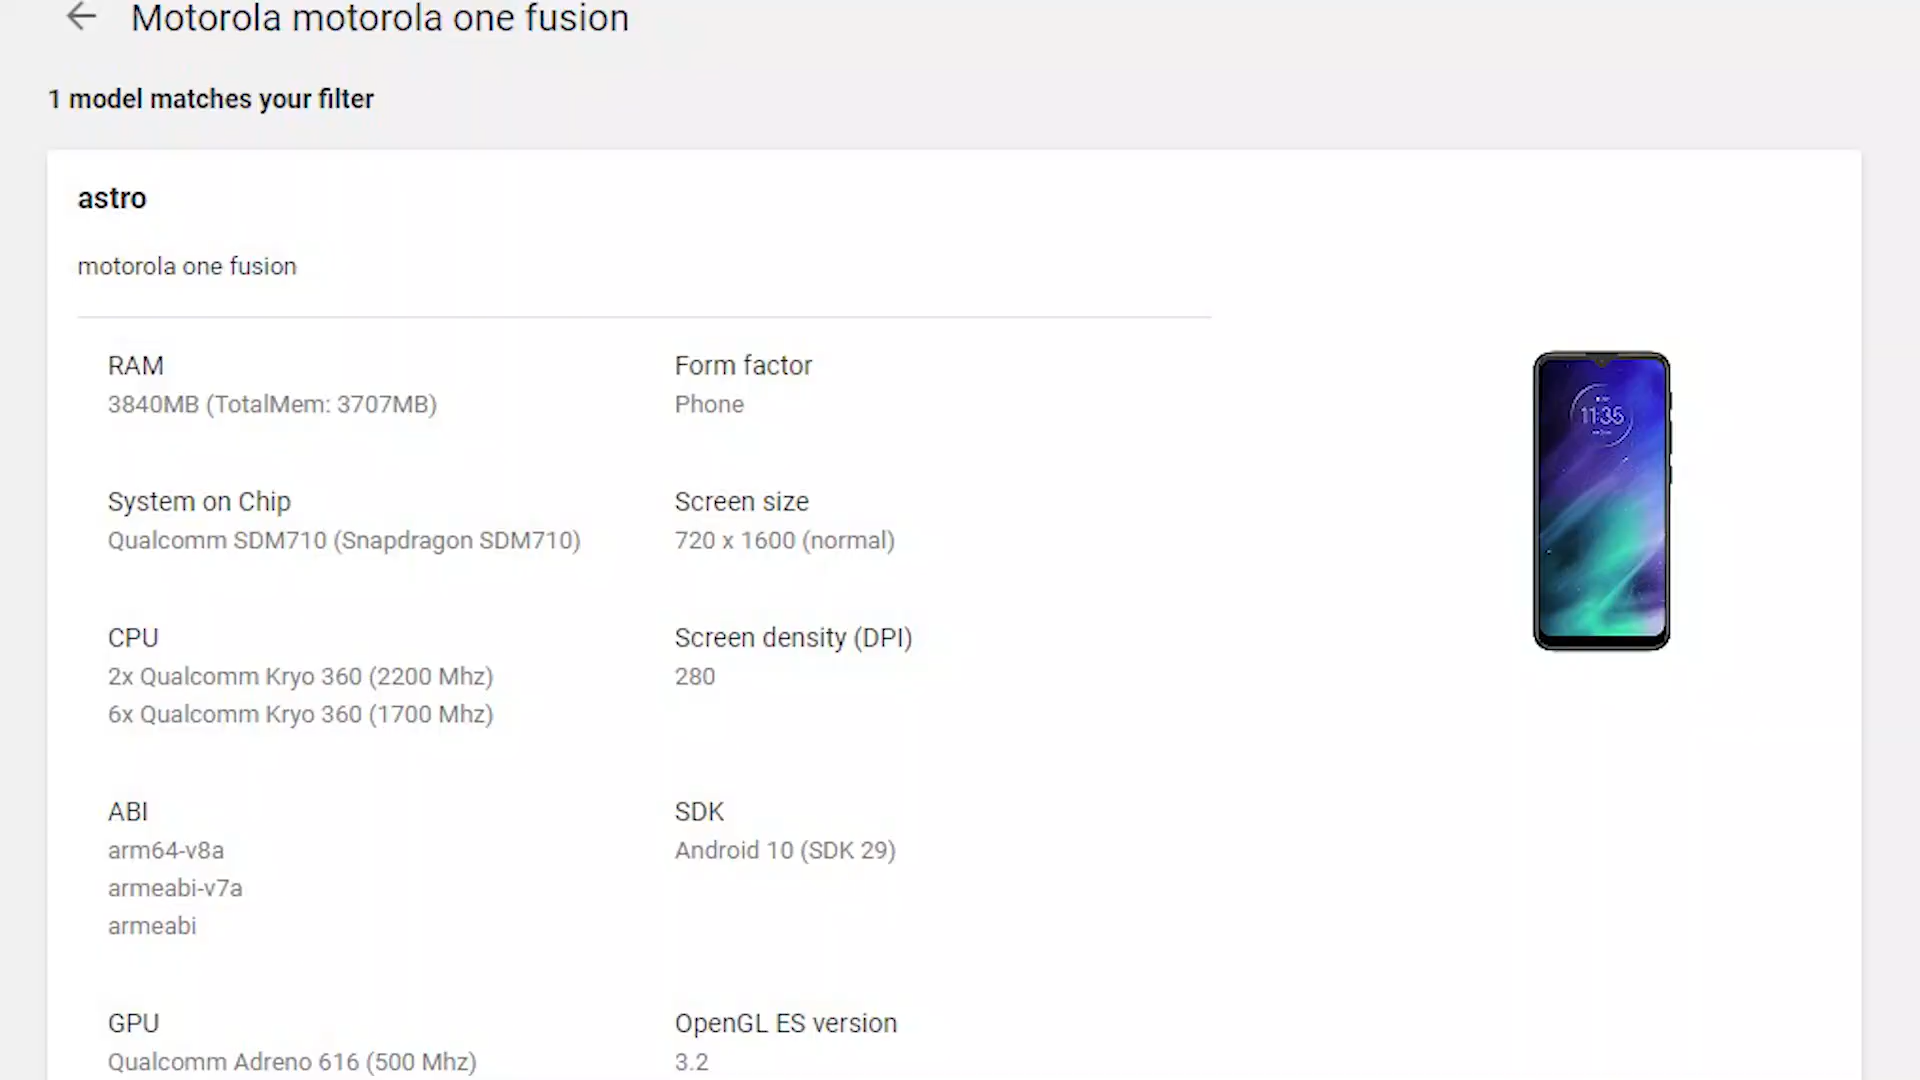 Motorola motorola one fusion
1 model matches your filter
astro
motorola one fusion
RAM
3840MB (TotalMem: 3707MB)
Form factor
Phone
System on Chip
Qualcomm SDM710 (Snapdragon SDM710)
Screen size
720 x 1600 (normal)
CPU
2x Qualcomm Kryo 360 (2200 Mhz)
6x Qualcomm Kryo 360 (1700 Mhz)
Screen density (DPI)
280
ABI
arm64-v8a
armeabi-v7a
armeabi
SDK
Android 10 (SDK 29)
GPU
Qualcomm Adreno 616 (500 Mhz)
OpenGL ES version
3.2
11:35